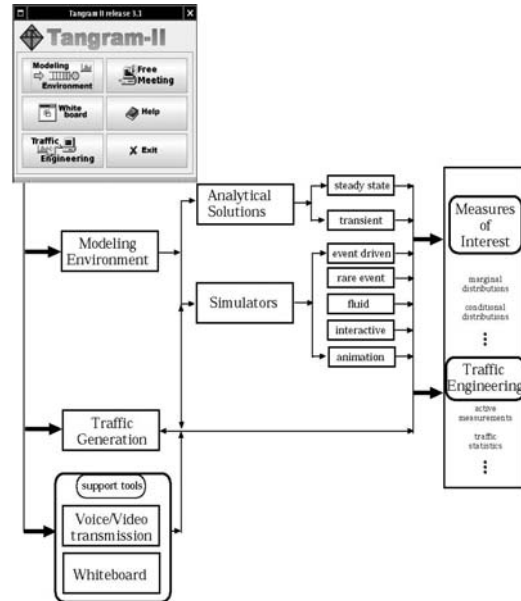 Tangram II release 3.1
Tangram-II
Modeling
Environment
Free
Meeting
White
board
Help
Traffic
Engineering
Exit
Analytical
Solutions
steady state
transient
Modeling
Environment
Simulators
event driven
rare event
fluid
interactive
animation
Measures
of
Interest
marginal
distributions
conditional
distributions
Traffic
Engineering
active
measurements
traffic
statistics
Traffic
Generation
support tools
Voice/Video
transmission
Whiteboard